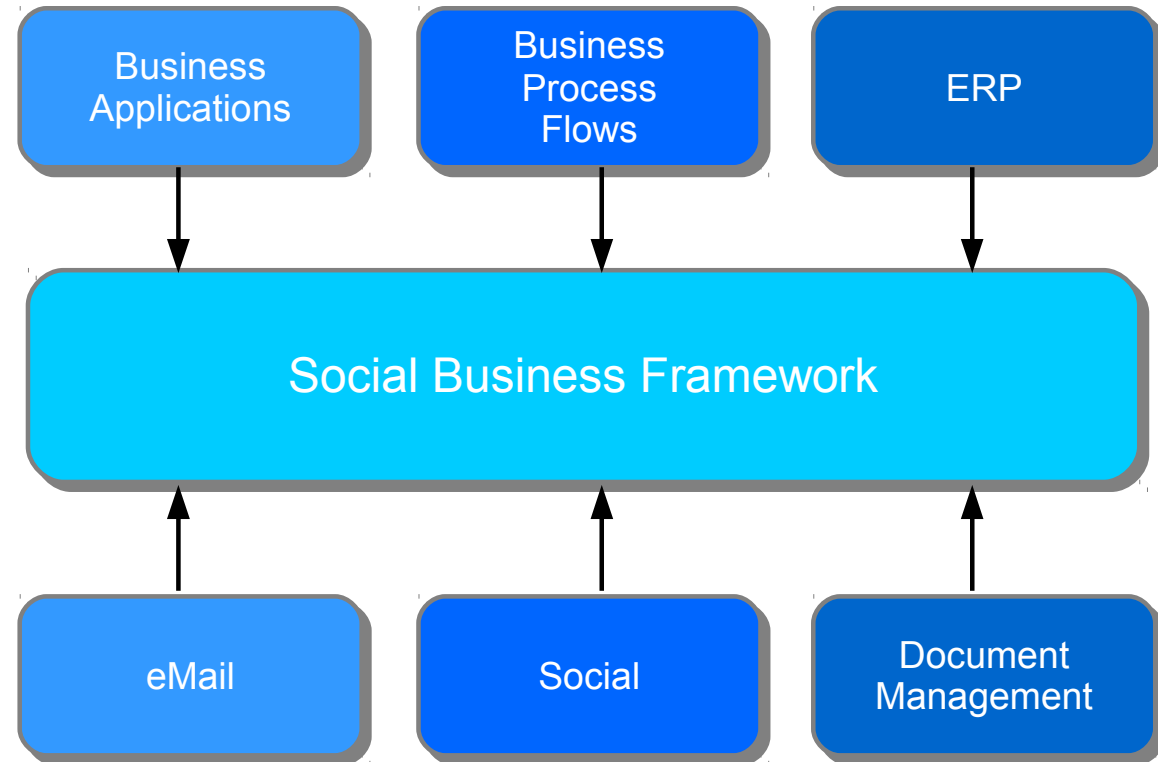 Business
Applications
Business
Process
Flows
ERP
Social Business Framework
eMail
Social
Document
Management